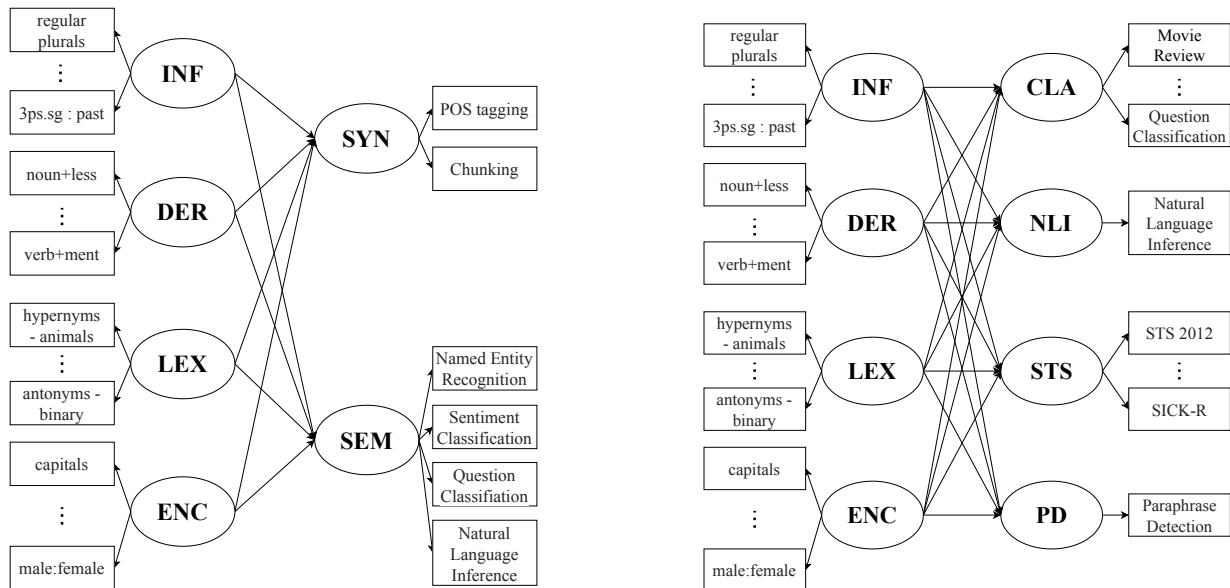 regular
plurals
⋮
3ps.sg : past
INF
noun+less
⋮
verb+ment
DER
hypernyms
- animals
⋮
antonyms -
binary
LEX
capitals
⋮
male:female
ENC
SYN
POS tagging
Chunking
SEM
Named Entity
Recognition
Sentiment
Classification
Question
Classifiation
Natural
Language
Inference
regular
plurals
⋮
3ps.sg : past
INF
noun+less
⋮
verb+ment
DER
hypernyms
- animals
⋮
antonyms -
binary
LEX
capitals
⋮
male:female
ENC
CLA
Movie
Review
⋮
Question
Classification
NLI
Natural
Language
Inference
STS
STS 2012
⋮
SICK-R
PD
Paraphrase
Detection